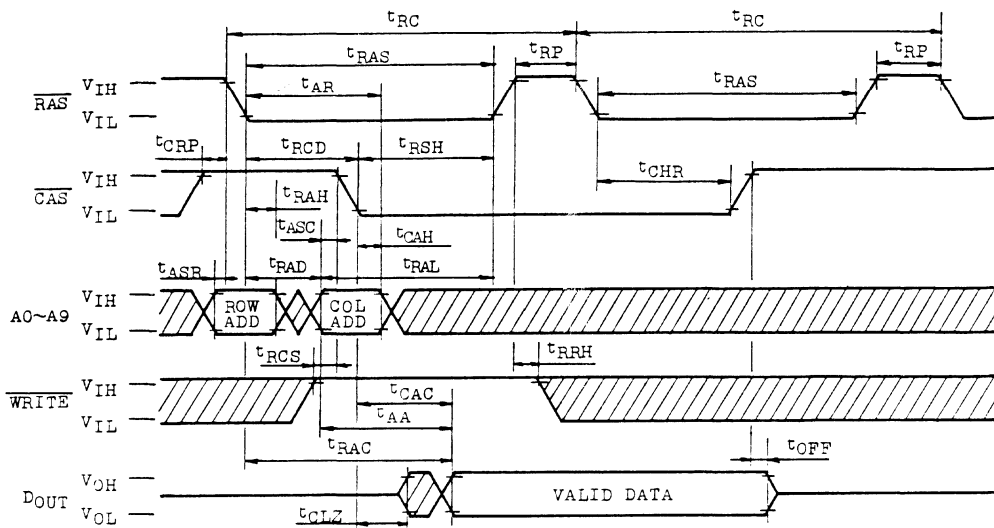 tRC tRC
tRAS tRP tRP
tAR tRAS
RAS VIH
VIL
tCRP tRCD tRSH
CAS VIH
VIL
tRAH tCHR
tASC tCAH
tASR tRAD tRAL
A0~A9 VIH
VIL
ROW ADD
COL ADD
tRCS tRRH
WRITE VIH
VIL
tCAC
tAA
tRAC tOFF
DOUT VOH
VOL
VALID DATA
tCLZ